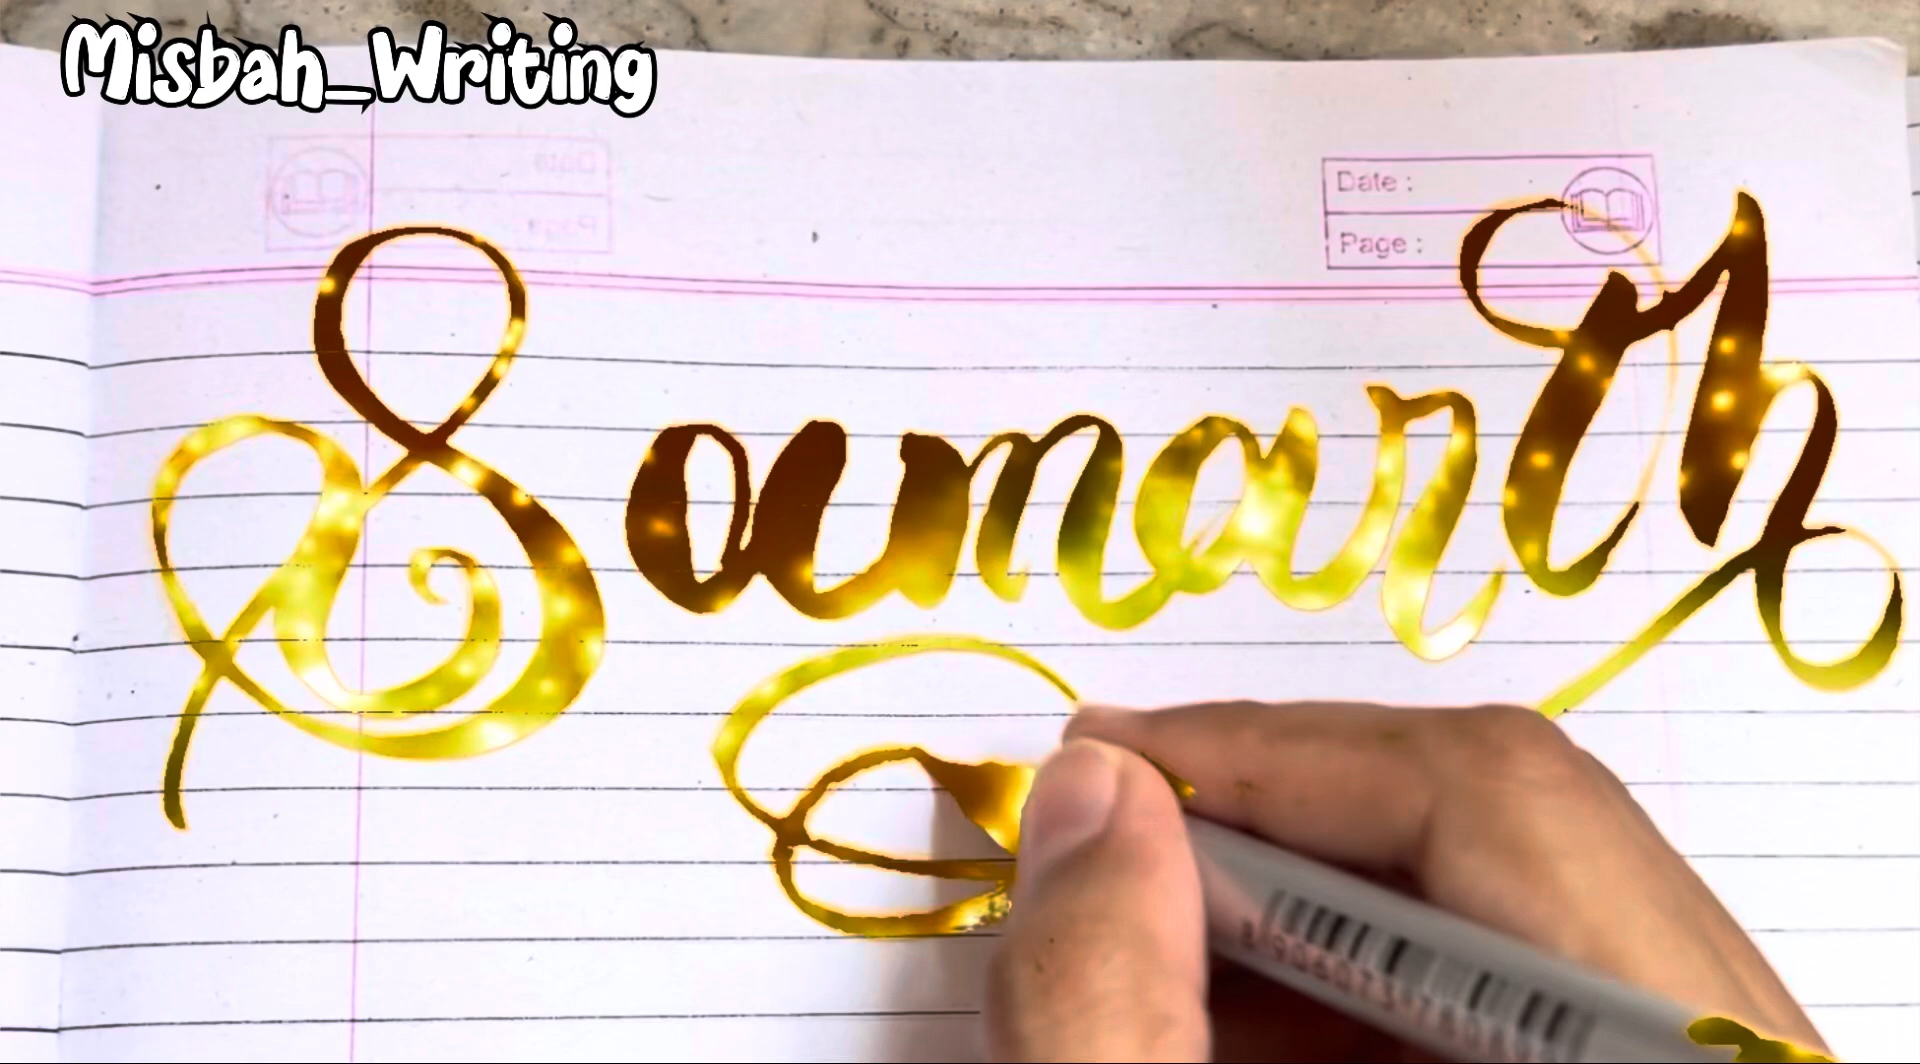 Misbah_Writing
Date :
Page :
Samarth